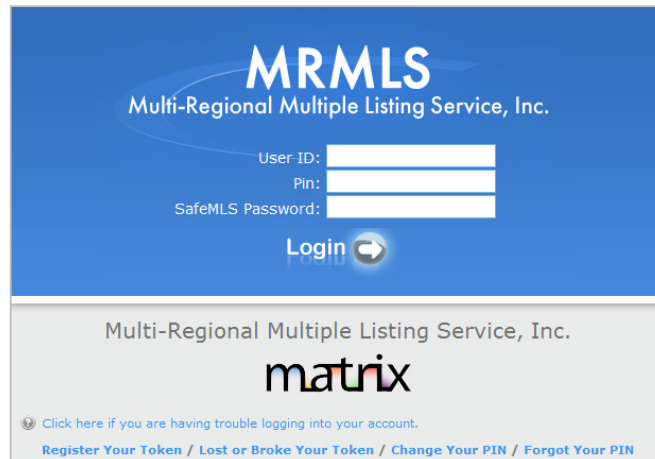 MRMLS
Multi-Regional Multiple Listing Service, Inc.
User ID:
Pin:
SafeMLS Password:
Login
Multi-Regional Multiple Listing Service, Inc.
matrix
Click here if you are having trouble logging into your account.
Register Your Token / Lost or Broke Your Token / Change Your PIN / Forgot Your PIN